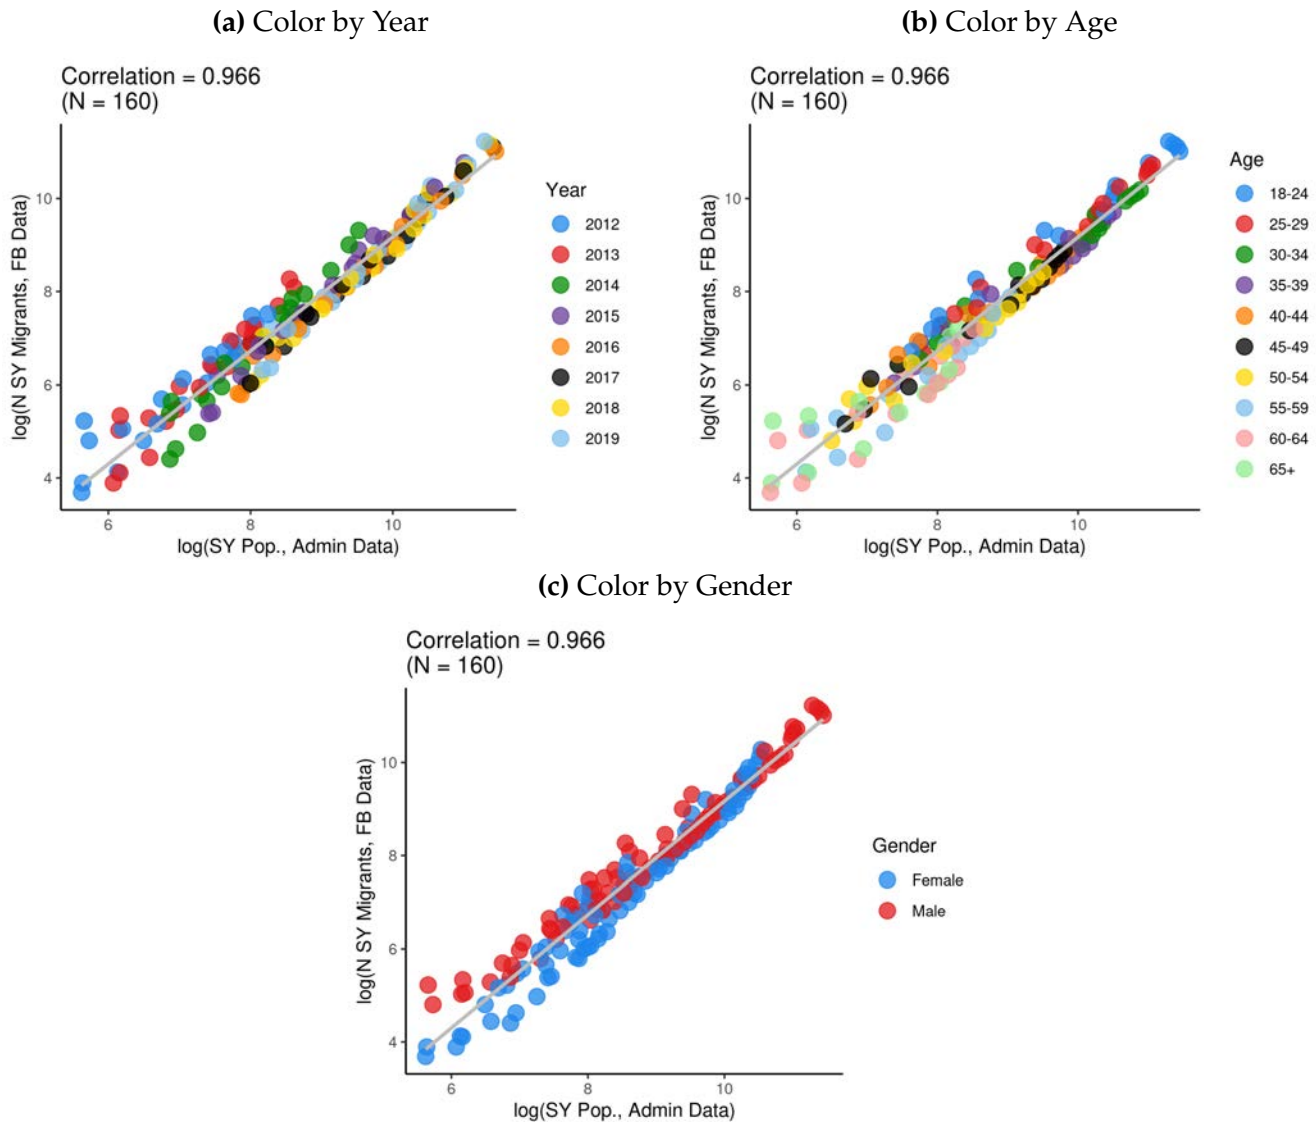 (a) Color by Year
Correlation = 0.966
(N = 160)
log(N SY Migrants, FB Data)
10
8
6
4
6
8
10
log(SY Pop., Admin Data)
Year
2012
2013
2014
2015
2016
2017
2018
2019
(b) Color by Age
Correlation = 0.966
(N = 160)
log(N SY Migrants, FB Data)
10
8
6
4
6
8
10
log(SY Pop., Admin Data)
Age
18-24
25-29
30-34
35-39
40-44
45-49
50-54
55-59
60-64
65+
(c) Color by Gender
Correlation = 0.966
(N = 160)
log(N SY Migrants, FB Data)
10
8
6
4
6
8
10
log(SY Pop., Admin Data)
Gender
Female
Male